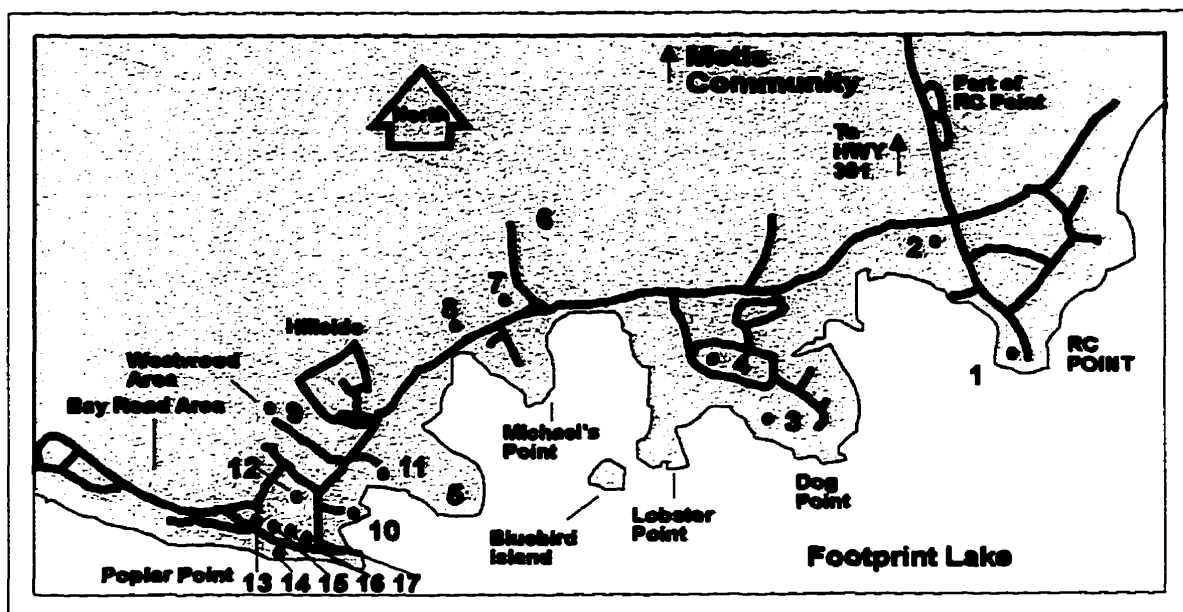 Metis
Community
North
Part of
RC Point
To
HWY
391
6
2
7
8
Hillside
Westwood
Area
Bay Road Area
9
RC
POINT
1
4
3
Michael's
Point
12
11
5
Dog
Point
10
Bluebird
Island
Lobster
Point
Footprint Lake
Poplar Point
13 14 15 16 17